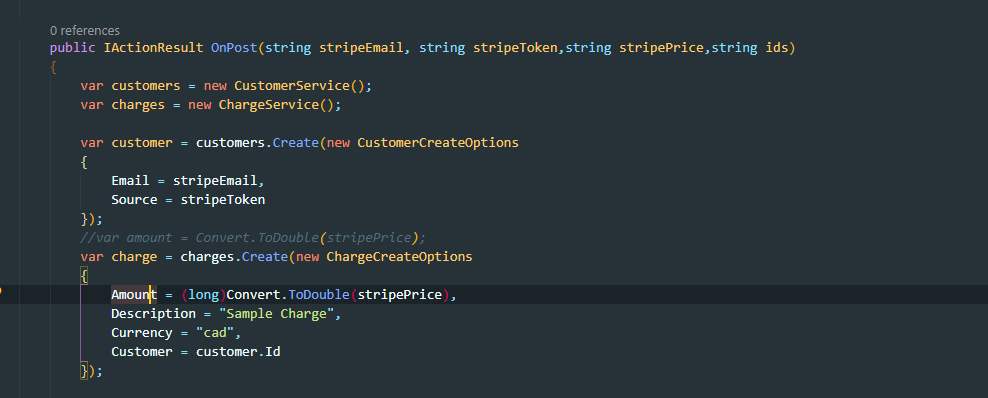 0 references
public IActionResult OnPost(string stripeEmail, string stripeToken,string stripePrice,string ids)
{
var customers = new CustomerService();
var charges = new ChargeService();
var customer = customers.Create(new CustomerCreateOptions
{
Email = stripeEmail,
Source = stripeToken
});
//var amount = Convert.ToDouble(stripePrice);
var charge = charges.Create(new ChargeCreateOptions
{
Amount = (long)Convert.ToDouble(stripePrice),
Description = "Sample Charge",
Currency = "cad",
Customer = customer.Id
});